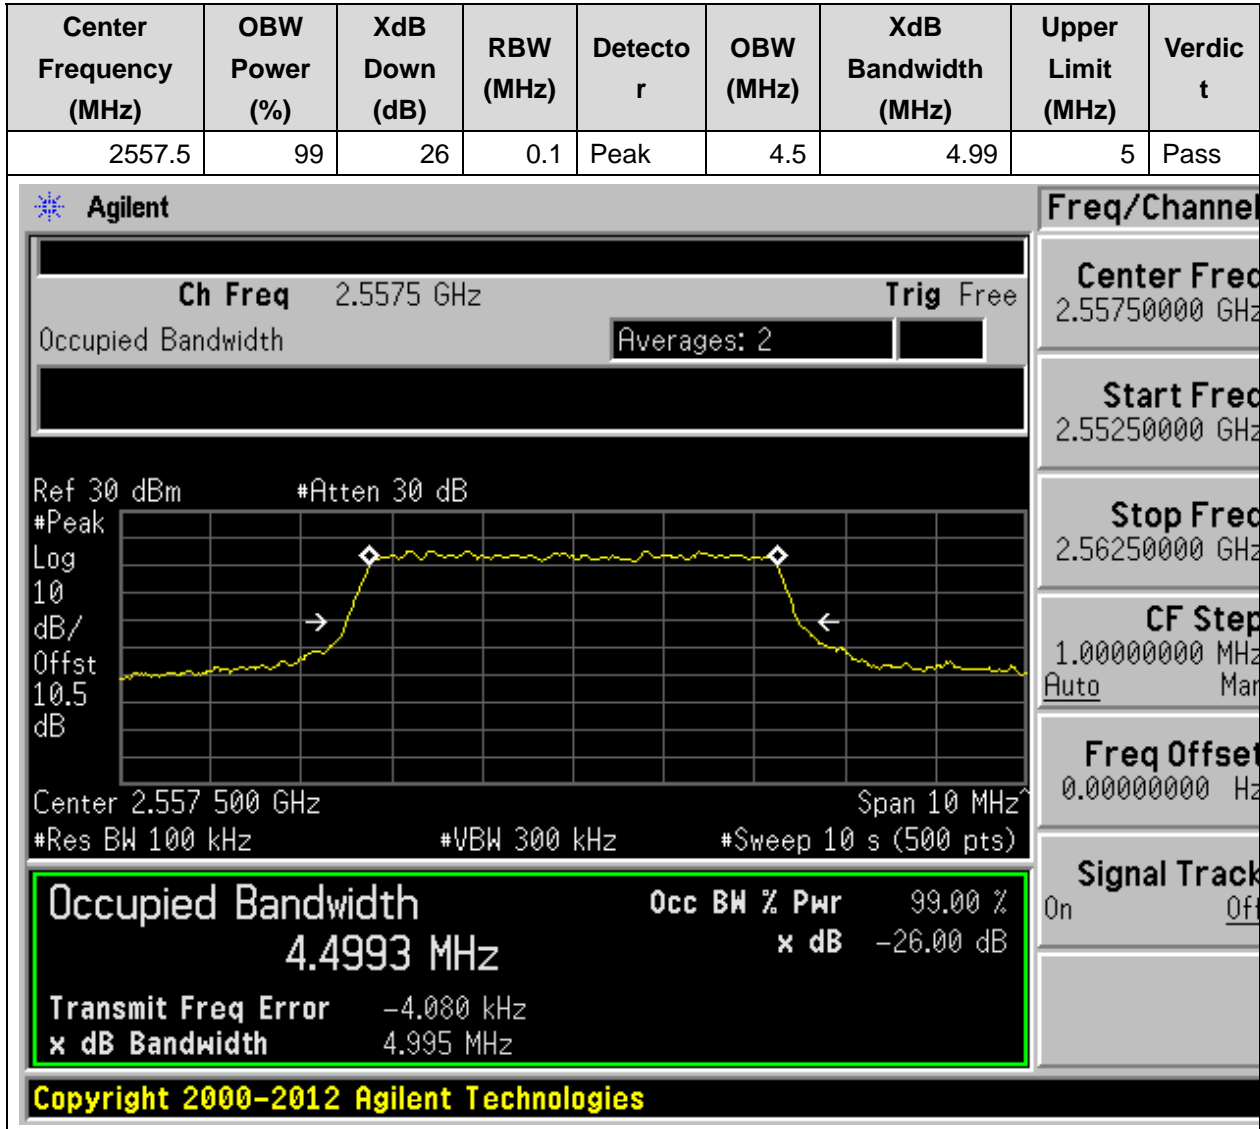 Center Frequency (MHz) OBW Power (%) XdB Down (dB) RBW (MHz) Detecto r OBW (MHz) XdB Bandwidth (MHz) Upper Limit (MHz) Verdic t
2557.5 99 26 0.1 Peak 4.5 4.99 5 Pass
Agilent
Freq/Channel
Ch Freq 2.5575 GHz Trig Free
Occupied Bandwidth Averages: 2
Center Freq
2.55750000 GHz
Start Freq
2.55250000 GHz
Stop Freq
2.56250000 GHz
CF Step
1.00000000 MHz
Auto Man
Freq Offset
0.00000000 Hz
Signal Track
On Off
Ref 30 dBm #Atten 30 dB
#Peak
Log
10
dB/
Offst
10.5
dB
Center 2.557 500 GHz Span 10 MHz^
#Res BW 100 kHz #VBW 300 kHz #Sweep 10 s (500 pts)
Occupied Bandwidth Occ BW % Pwr 99.00 %
4.4993 MHz x dB -26.00 dB
Transmit Freq Error -4.080 kHz
x dB Bandwidth 4.995 MHz
Copyright 2000-2012 Agilent Technologies